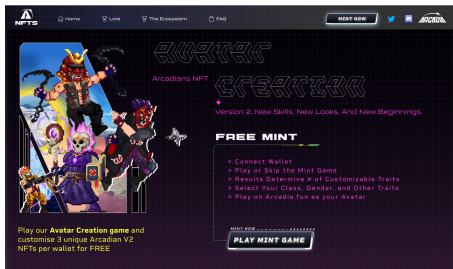 NFTS
Home
Lore
The Ecosystem
FAQ
MINT NOW
ARCADIA
AVATAR
Arcadians NFT
CREATION
Version 2. New Skills, New Looks, And New Beginnings.
FREE MINT
> Connect Wallet
> Play or Skip the Mint Game
> Results Determine # of Customizable Traits
> Select Your Class, Gender, and Other Traits
> Play on Arcadia.fun as your Avatar
Play our Avatar Creation game and
customise 3 unique Arcadian V2
NFTs per wallet for FREE
MINT NOW
PLAY MINT GAME